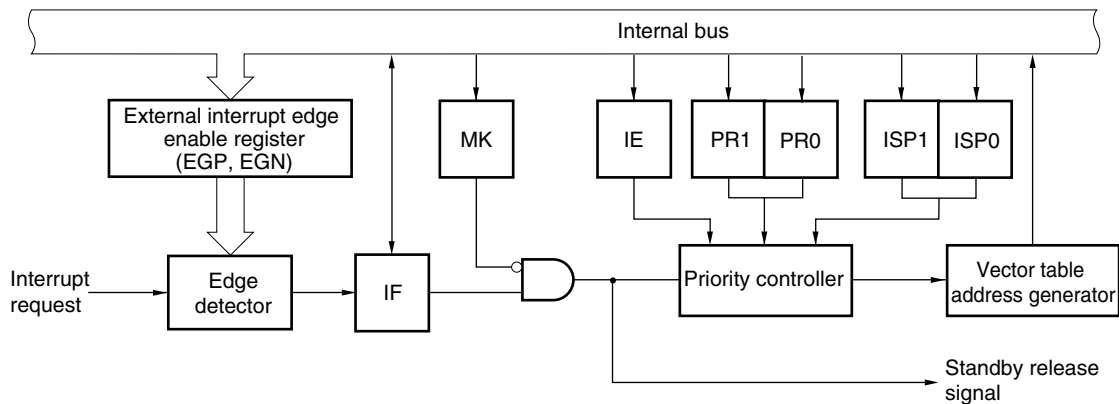 Internal bus
External interrupt edge
enable register
(EGP, EGN)
MK
IE
PR1
PR0
ISP1
ISP0
Interrupt
request
Edge
detector
IF
Priority controller
Vector table
address generator
Standby release
signal